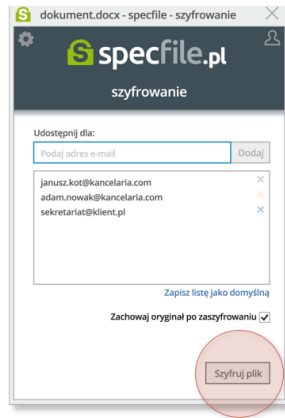 dokument.docx - specfile - szyfrowanie
specfile.pl
szyfrowanie
Udostępnij dla:
Podaj adres e-mail
Dodaj
janusz.kot@kancelaria.com
adam.nowak@kancelaria.com
sekretariat@klient.pl
Zapisz listę jako domyślną
Zachowaj oryginał po zaszyfrowaniu
Szyfruj plik